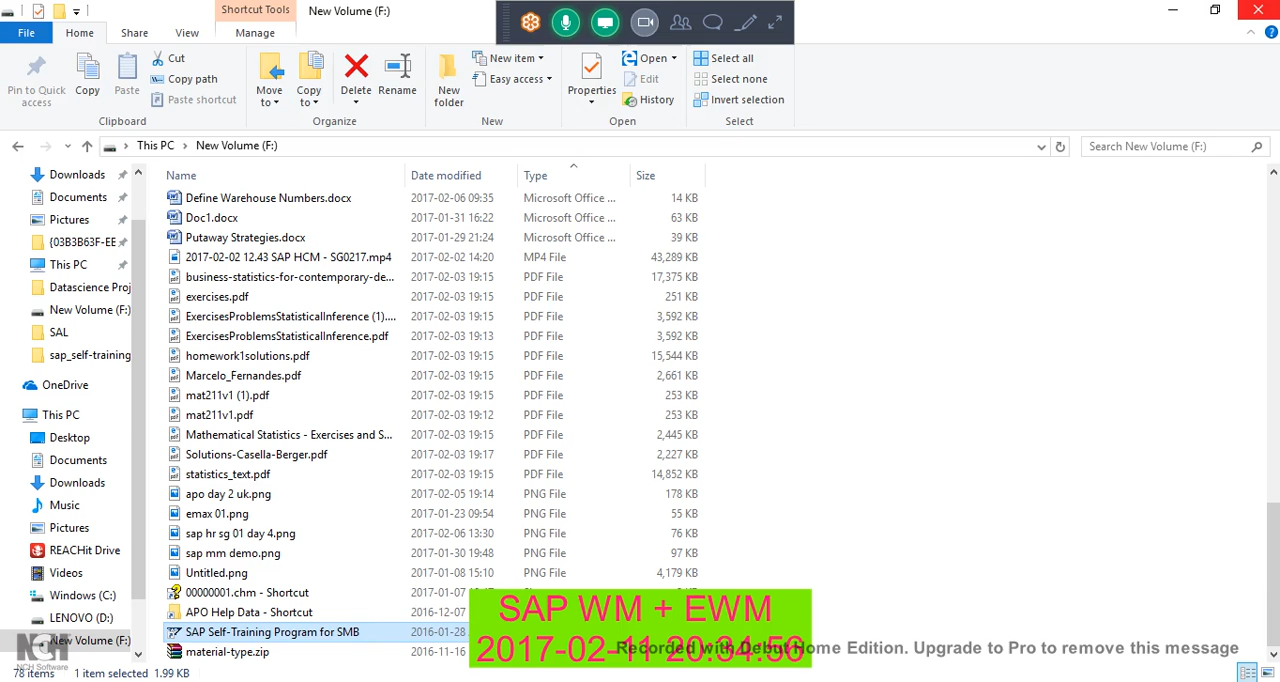 Shortcut Tools
New Volume (F:)
File Home Share View Manage
Pin to Quick access
Copy
Paste
Cut
Copy path
Paste shortcut
Clipboard
Move to
Copy to
Delete
Rename
Organize
New folder
New item
Easy access
New
Properties
Open
Edit
History
Open
Select all
Select none
Invert selection
Select
This PC New Volume (F:)
Search New Volume (F:)
Downloads
Documents
Pictures
{03B3B63F-EE
This PC
Datascience Proj
New Volume (F:)
SAL
sap_self-training
OneDrive
This PC
Desktop
Documents
Downloads
Music
Pictures
REACHit Drive
Videos
Windows (C:)
LENOVO (D:)
New Volume (F:)
Name Date modified Type Size
Define Warehouse Numbers.docx 2017-02-06 09:35 Microsoft Office ... 14 KB
Doc1.docx 2017-01-31 16:22 Microsoft Office ... 63 KB
Putaway Strategies.docx 2017-01-29 21:24 Microsoft Office ... 39 KB
2017-02-02 12.43 SAP HCM - SG0217.mp4 2017-02-02 14:20 MP4 File 43,289 KB
business-statistics-for-contemporary-de... 2017-02-03 19:15 PDF File 17,375 KB
exercises.pdf 2017-02-03 19:15 PDF File 251 KB
ExercisesProblemsStatisticalInference (1).... 2017-02-03 19:15 PDF File 3,592 KB
ExercisesProblemsStatisticalInference.pdf 2017-02-03 19:13 PDF File 3,592 KB
homework1solutions.pdf 2017-02-03 19:15 PDF File 15,544 KB
Marcelo_Fernandes.pdf 2017-02-03 19:15 PDF File 2,661 KB
mat211v1 (1).pdf 2017-02-03 19:15 PDF File 253 KB
mat211v1.pdf 2017-02-03 19:12 PDF File 253 KB
Mathematical Statistics - Exercises and S... 2017-02-03 19:15 PDF File 2,445 KB
Solutions-Casella-Berger.pdf 2017-02-03 19:17 PDF File 2,227 KB
statistics_text.pdf 2017-02-03 19:15 PDF File 14,852 KB
apo day 2 uk.png 2017-02-05 19:14 PNG File 178 KB
emax 01.png 2017-01-23 09:54 PNG File 55 KB
sap hr sg 01 day 4.png 2017-02-06 13:30 PNG File 76 KB
sap mm demo.png 2017-01-30 19:48 PNG File 97 KB
Untitled.png 2017-01-08 15:10 PNG File 4,179 KB
00000001.chm - Shortcut 2017-01-07
APO Help Data - Shortcut 2016-12-07
SAP Self-Training Program for SMB 2016-01-28
material-type.zip 2016-11-16
SAP WM + EWM
2017-02-11 20:34:56
Recorded with Debut Home Edition. Upgrade to Pro to remove this message
NCH
NCH Software
78 items 1 item selected 1.99 KB